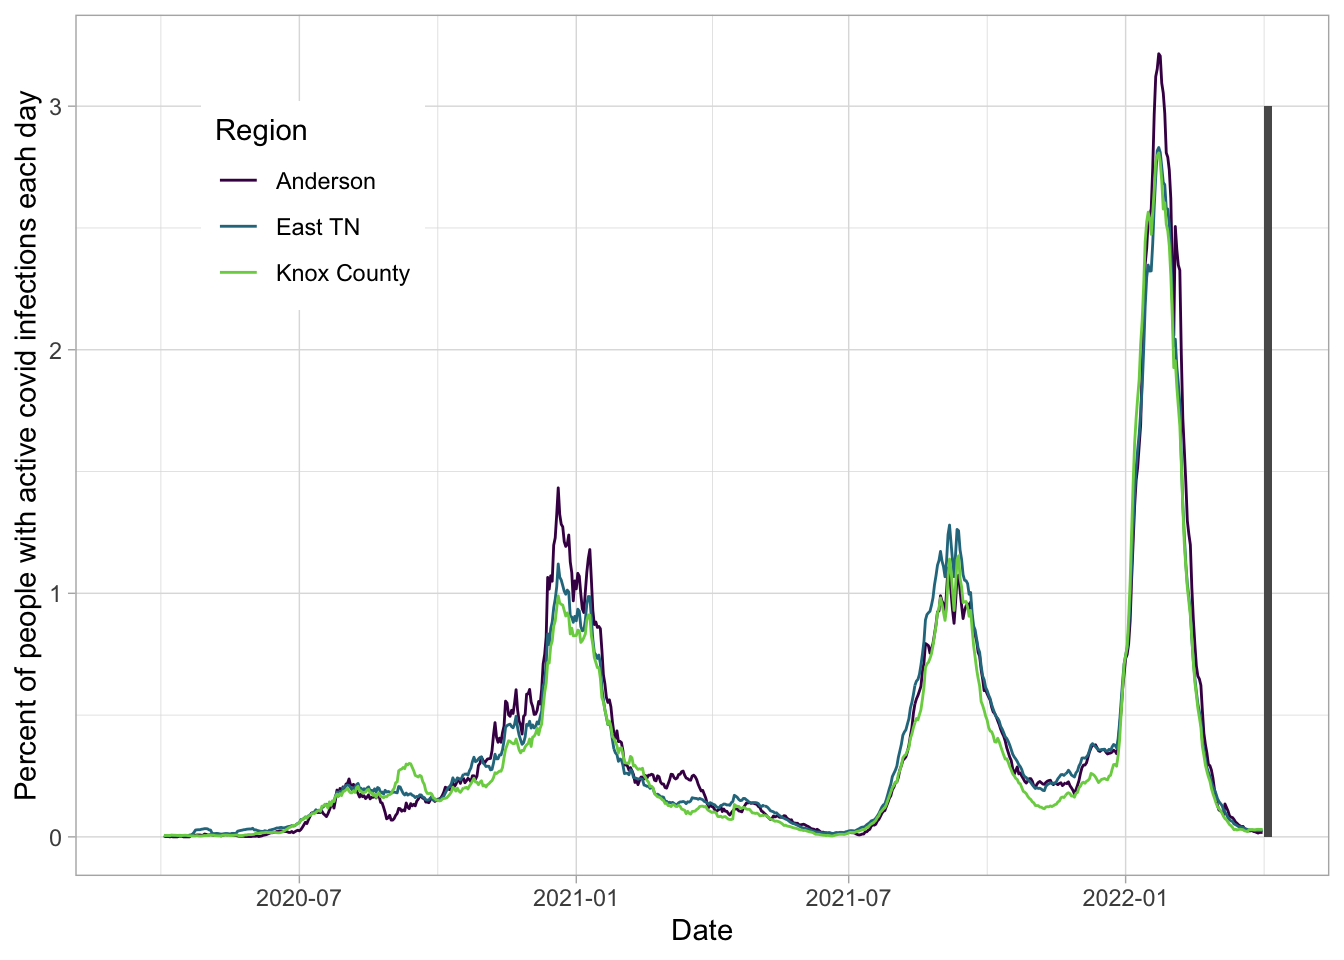 Percent of people with active covid infections each day
3
2
1
0
Region
Anderson
East TN
Knox County
2020-07
2021-01
2021-07
2022-01
Date